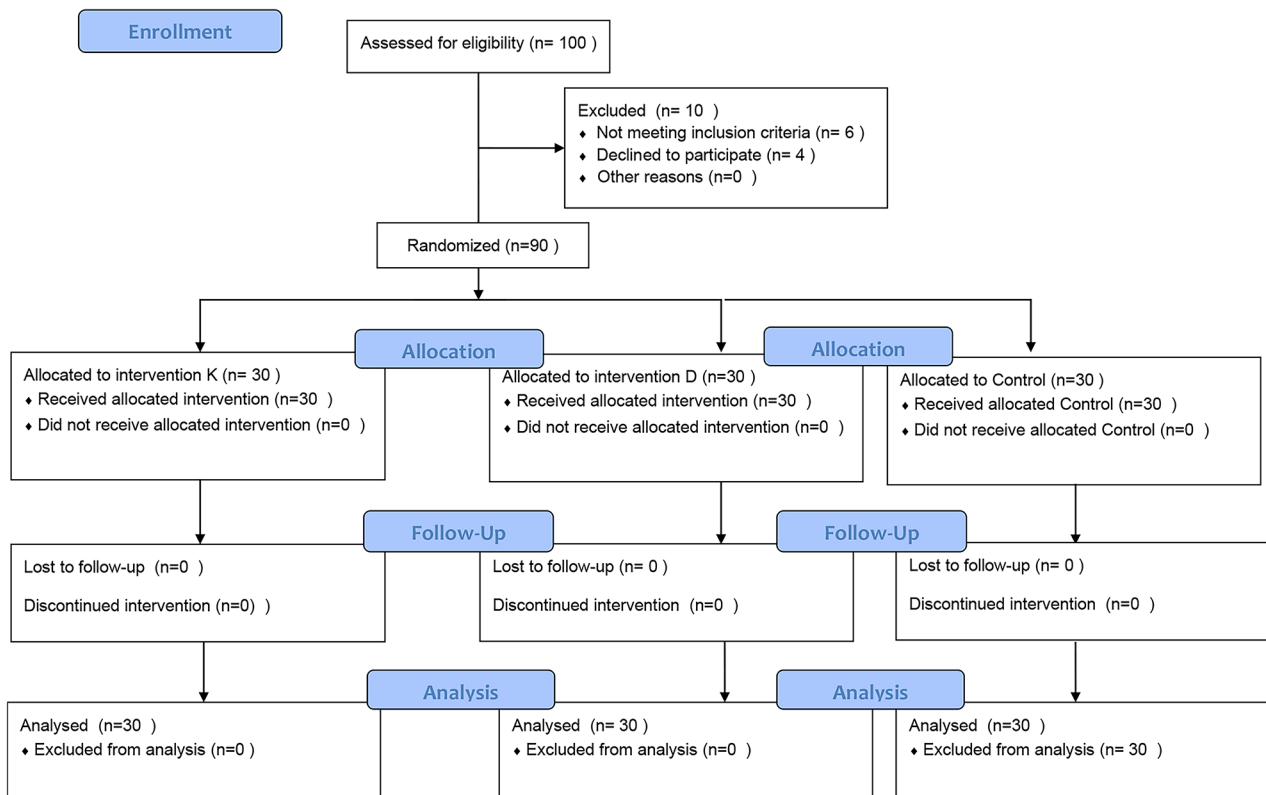 Enrollment
Assessed for eligibility (n= 100 )
Excluded (n= 10 )
♦ Not meeting inclusion criteria (n= 6 )
♦ Declined to participate (n= 4 )
♦ Other reasons (n=0 )
Randomized (n=90 )
Allocation
Allocation
Allocated to intervention K (n= 30 )
♦ Received allocated intervention (n=30 )
♦ Did not receive allocated intervention (n=0 )
Allocated to intervention D (n=30 )
♦ Received allocated intervention (n=30 )
♦ Did not receive allocated intervention (n=0 )
Allocated to Control (n=30 )
♦ Received allocated Control (n=30 )
♦ Did not receive allocated Control (n=0 )
Follow-Up
Follow-Up
Lost to follow-up (n=0 )
Discontinued intervention (n=0) )
Lost to follow-up (n= 0 )
Discontinued intervention (n=0 )
Lost to follow-up (n= 0 )
Discontinued intervention (n=0 )
Analysis
Analysis
Analysed (n=30 )
♦ Excluded from analysis (n=0 )
Analysed (n= 30 )
♦ Excluded from analysis (n=0 )
Analysed (n=30 )
♦ Excluded from analysis (n= 30 )